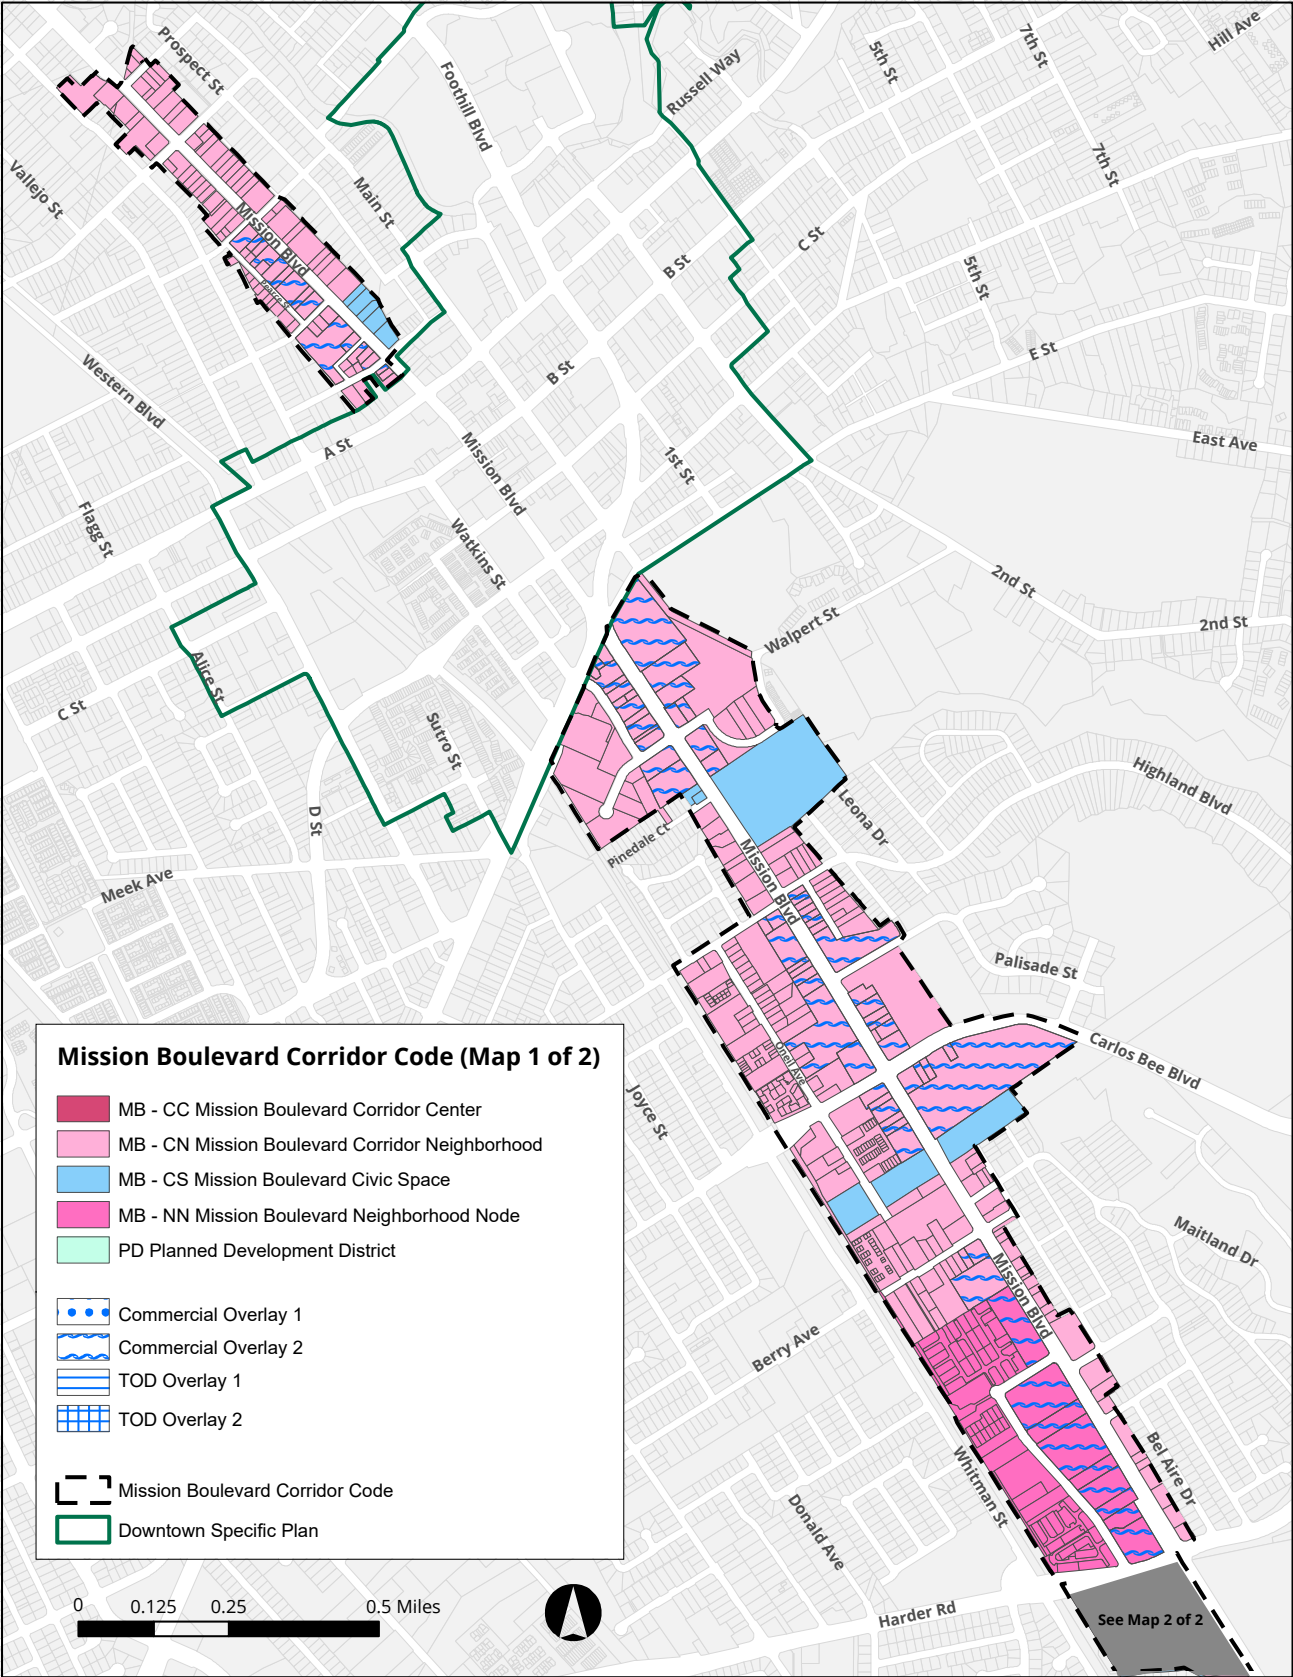 Prospect St
Foothill Blvd
Russell Way
5th St
7th St
Hill Ave
Vallejo St
Main St
7th St
Mission Blvd
Pearce St
C St
B St
5th St
E St
Western Blvd
B St
A St
Mission Blvd
1st St
East Ave
Flagg St
Watkins St
2nd St
2nd St
Walpert St
Alice St
C St
Sutro St
D St
Highland Blvd
Leona Dr
Pinedale Ct
Mission Blvd
Meek Ave
Palisade St
Carlos Bee Blvd
Oneil Ave
Joyce St
Maitland Dr
Mission Blvd
Berry Ave
Bel Aire Dr
Whitman St
Donald Ave
Harder Rd
See Map 2 of 2
Mission Boulevard Corridor Code (Map 1 of 2)
MB - CC Mission Boulevard Corridor Center
MB - CN Mission Boulevard Corridor Neighborhood
MB - CS Mission Boulevard Civic Space
MB - NN Mission Boulevard Neighborhood Node
PD Planned Development District
Commercial Overlay 1
Commercial Overlay 2
TOD Overlay 1
TOD Overlay 2
Mission Boulevard Corridor Code
Downtown Specific Plan
0 0.125 0.25 0.5 Miles